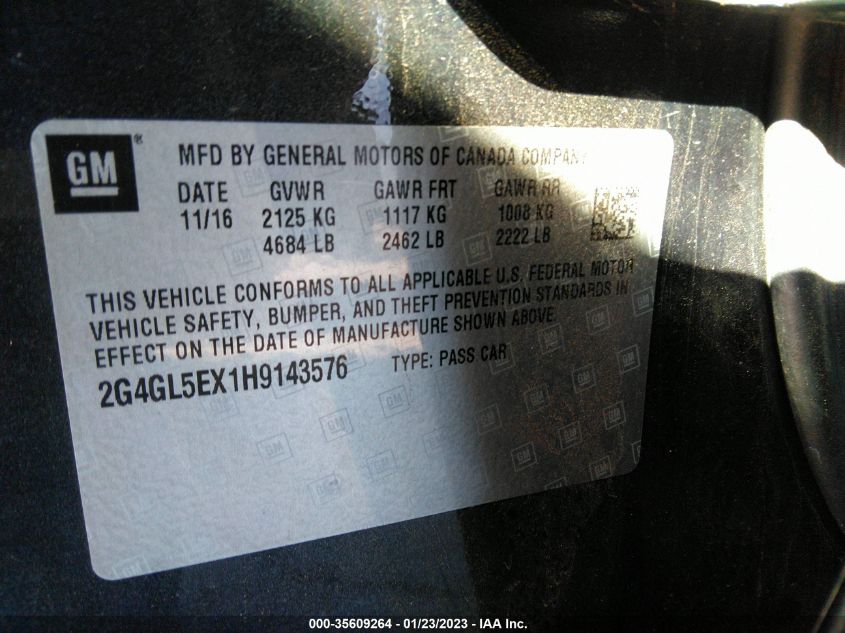 GM ®
MFD BY GENERAL MOTORS OF CANADA COMPANY
DATE GVWR GAWR FRT GAWR RR
11/16 2125 KG 1117 KG 1008 KG
4684 LB 2462 LB 2222 LB
THIS VEHICLE CONFORMS TO ALL APPLICABLE U.S. FEDERAL MOTOR
VEHICLE SAFETY, BUMPER, AND THEFT PREVENTION STANDARDS IN
EFFECT ON THE DATE OF MANUFACTURE SHOWN ABOVE.
2G4GL5EX1H9143576 TYPE: PASS CAR
000-35609264 - 01/23/2023 - IAA Inc.